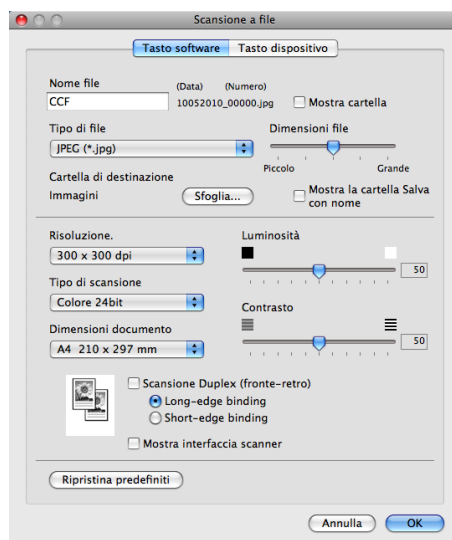 Scansione a file
Tasto software Tasto dispositivo
Nome file (Data) (Numero)
CCF 10052010_00000.jpg Mostra cartella
Tipo di file Dimensioni file
JPEG (*.jpg)
Piccolo Grande
Cartella di destinazione
Immagini Sfoglia... Mostra la cartella Salva
con nome
Risoluzione. Luminosità
300 x 300 dpi
50
Tipo di scansione
Colore 24bit
Contrasto
Dimensioni documento
A4 210 x 297 mm 50
Scansione Duplex (fronte-retro)
Long-edge binding
Short-edge binding
Mostra interfaccia scanner
Ripristina predefiniti
Annulla OK